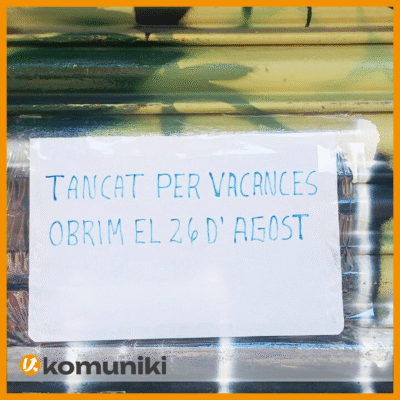 TANCAT PER VACANCES
OBRIM EL 26 D'AGOST
komuniki